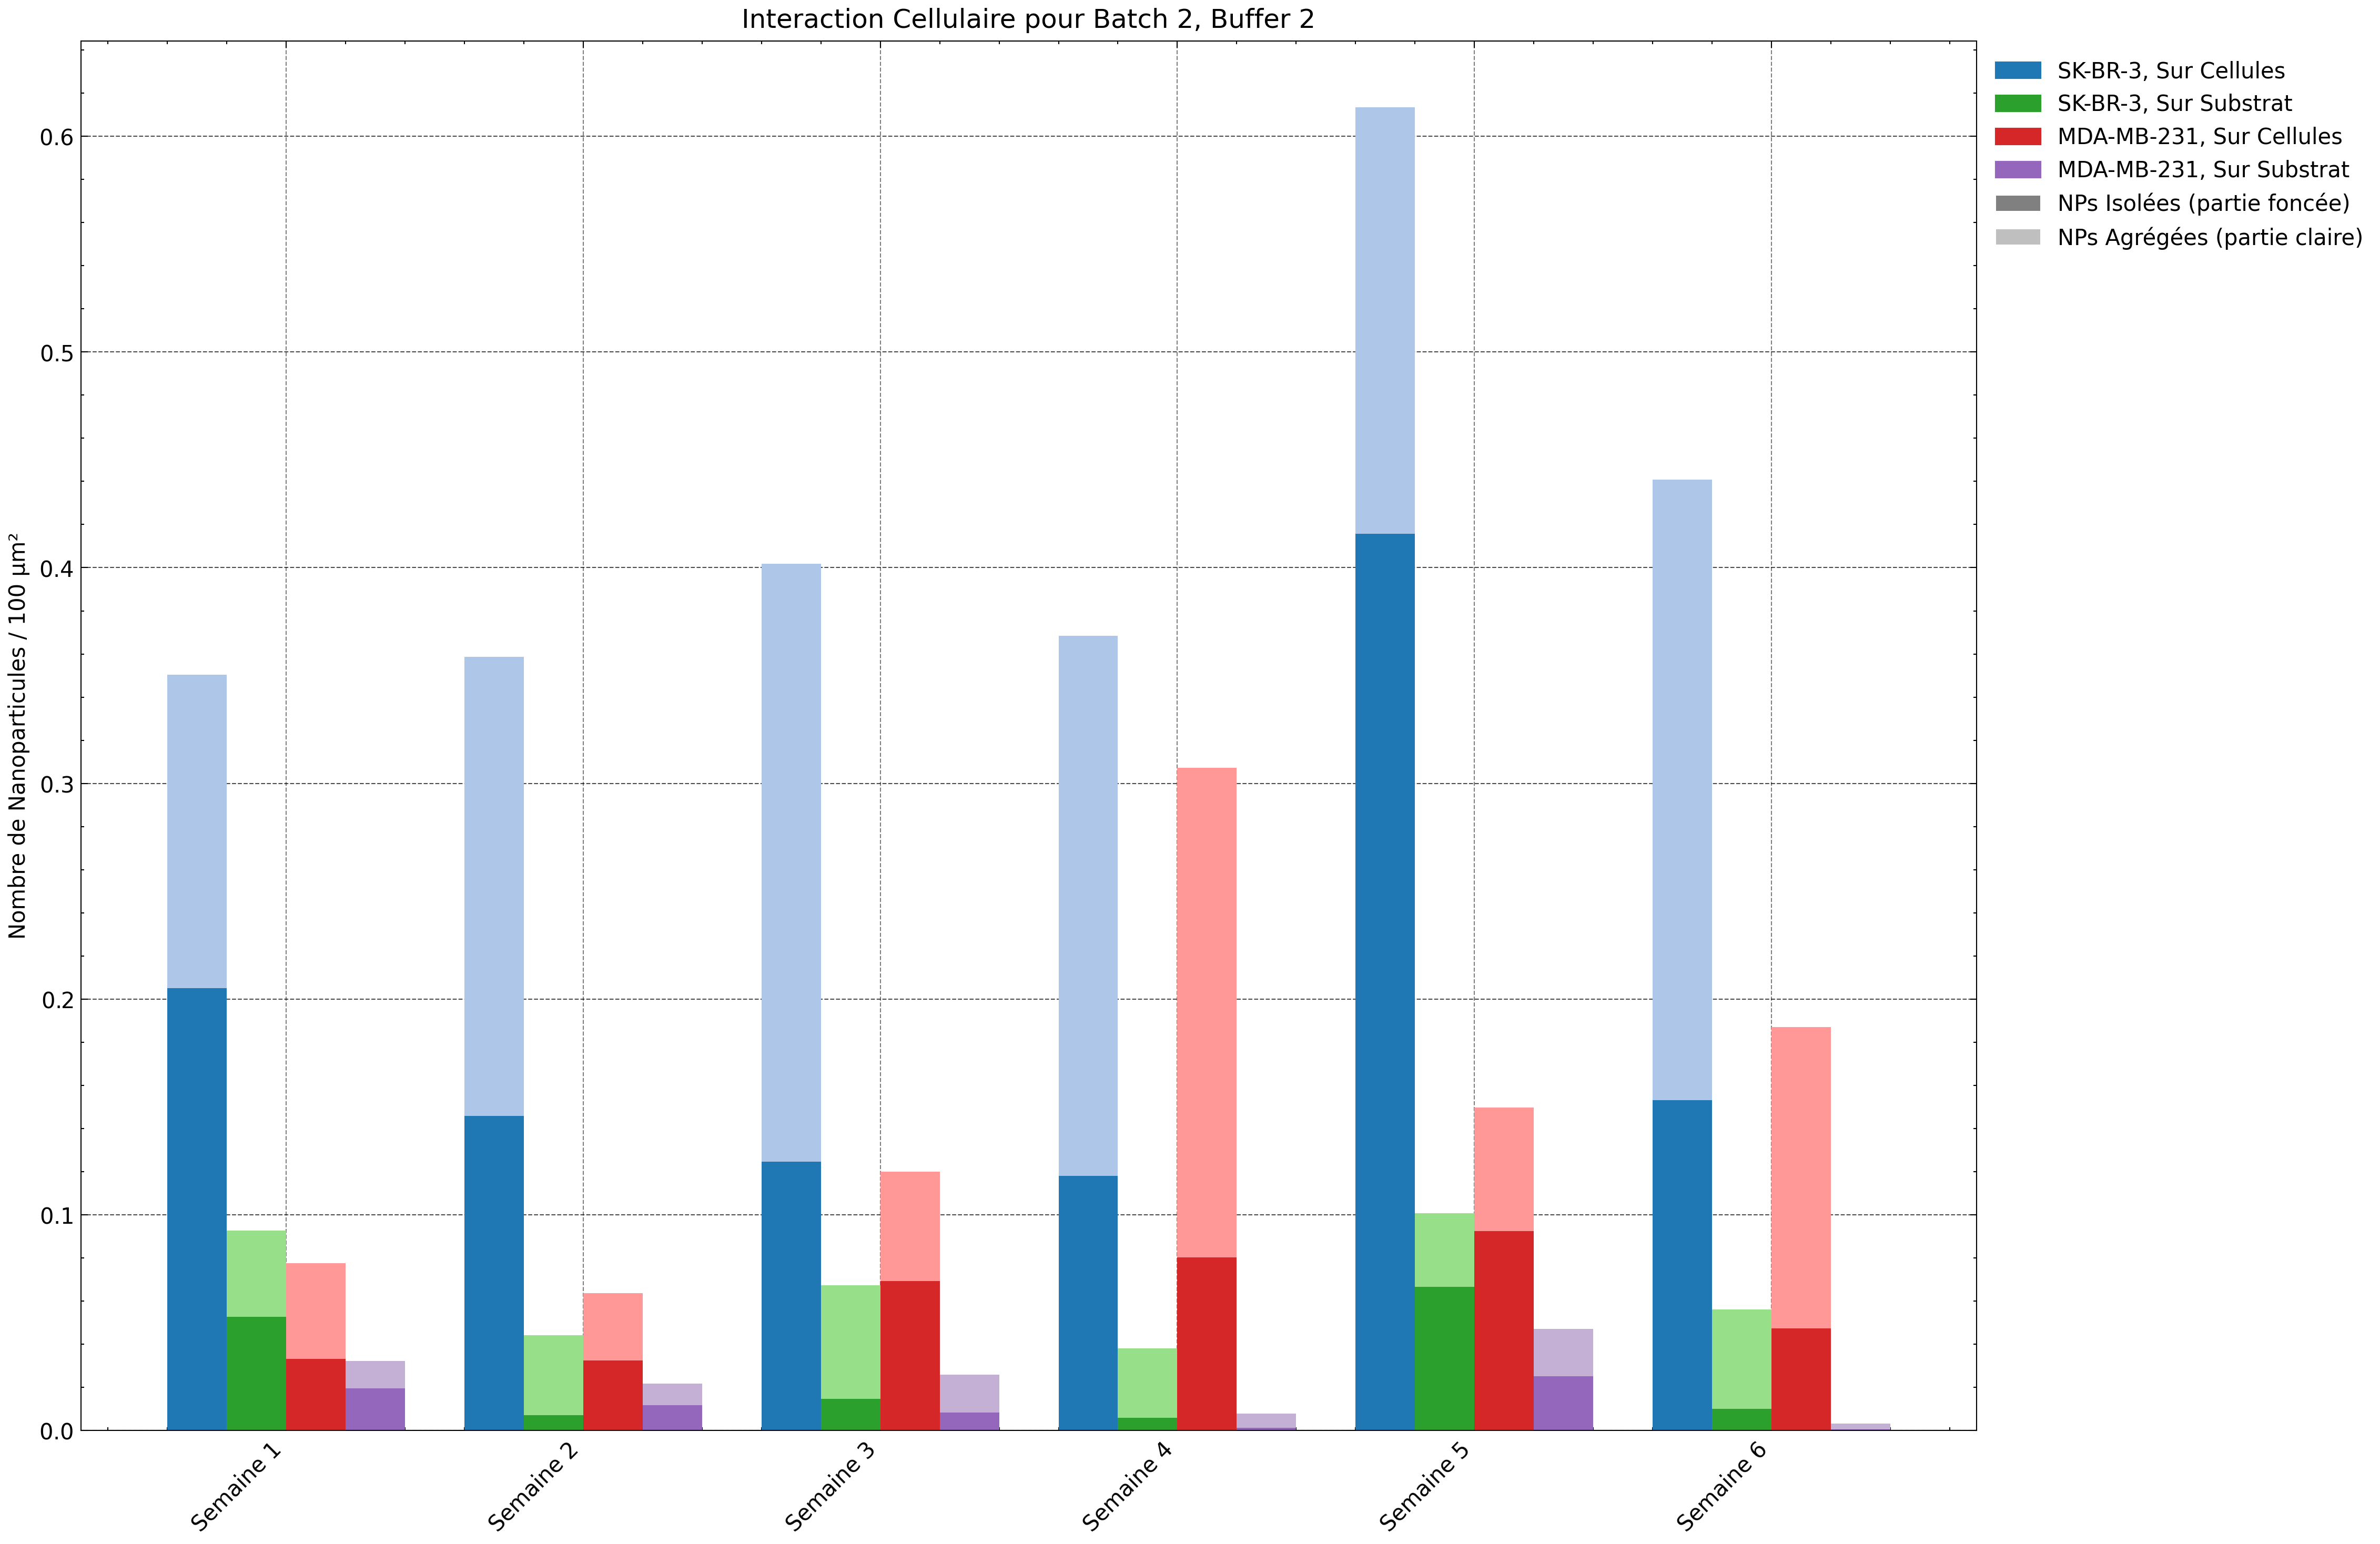 Interaction Cellulaire pour Batch 2, Buffer 2
SK-BR-3, Sur Cellules
SK-BR-3, Sur Substrat
MDA-MB-231, Sur Cellules
MDA-MB-231, Sur Substrat
NPs Isolées (partie foncée)
NPs Agrégées (partie claire)
Nombre de Nanoparticules / 100 µm²
0.6
0.5
0.4
0.3
0.2
0.1
0.0
Semaine 1
Semaine 2
Semaine 3
Semaine 4
Semaine 5
Semaine 6